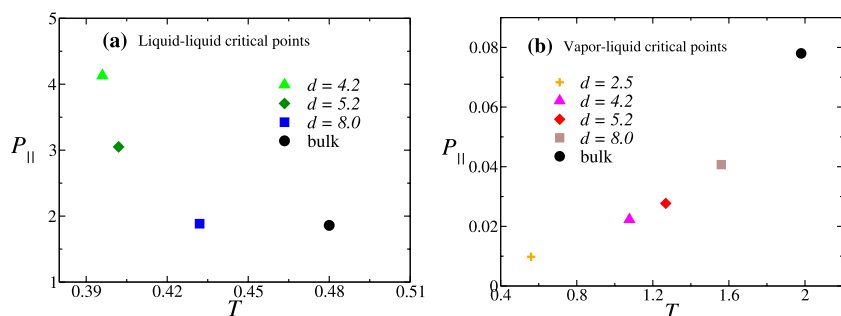 (a) Liquid-liquid critical points
d = 4.2
d = 5.2
d = 8.0
bulk
P||
5
4
3
2
1
0.39
0.42
0.45
0.48
0.51
T
(b) Vapor-liquid critical points
d = 2.5
d = 4.2
d = 5.2
d = 8.0
bulk
P||
0.08
0.06
0.04
0.02
0
0.4
0.8
1.2
1.6
2
T